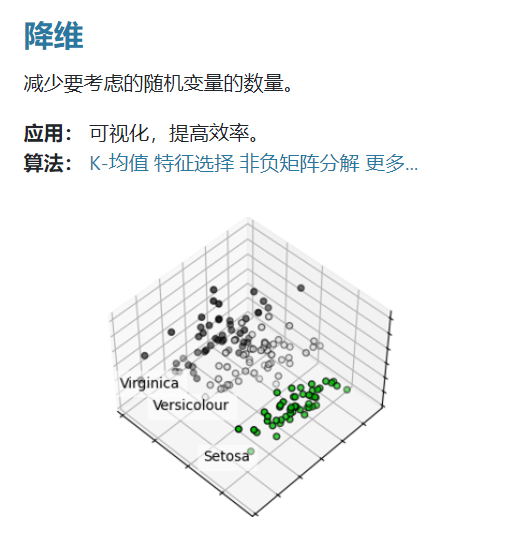 降维
减少要考虑的随机变量的数量。
应用： 可视化，提高效率。
算法： K-均值 特征选择 非负矩阵分解 更多...
Virginica
Versicolour
Setosa